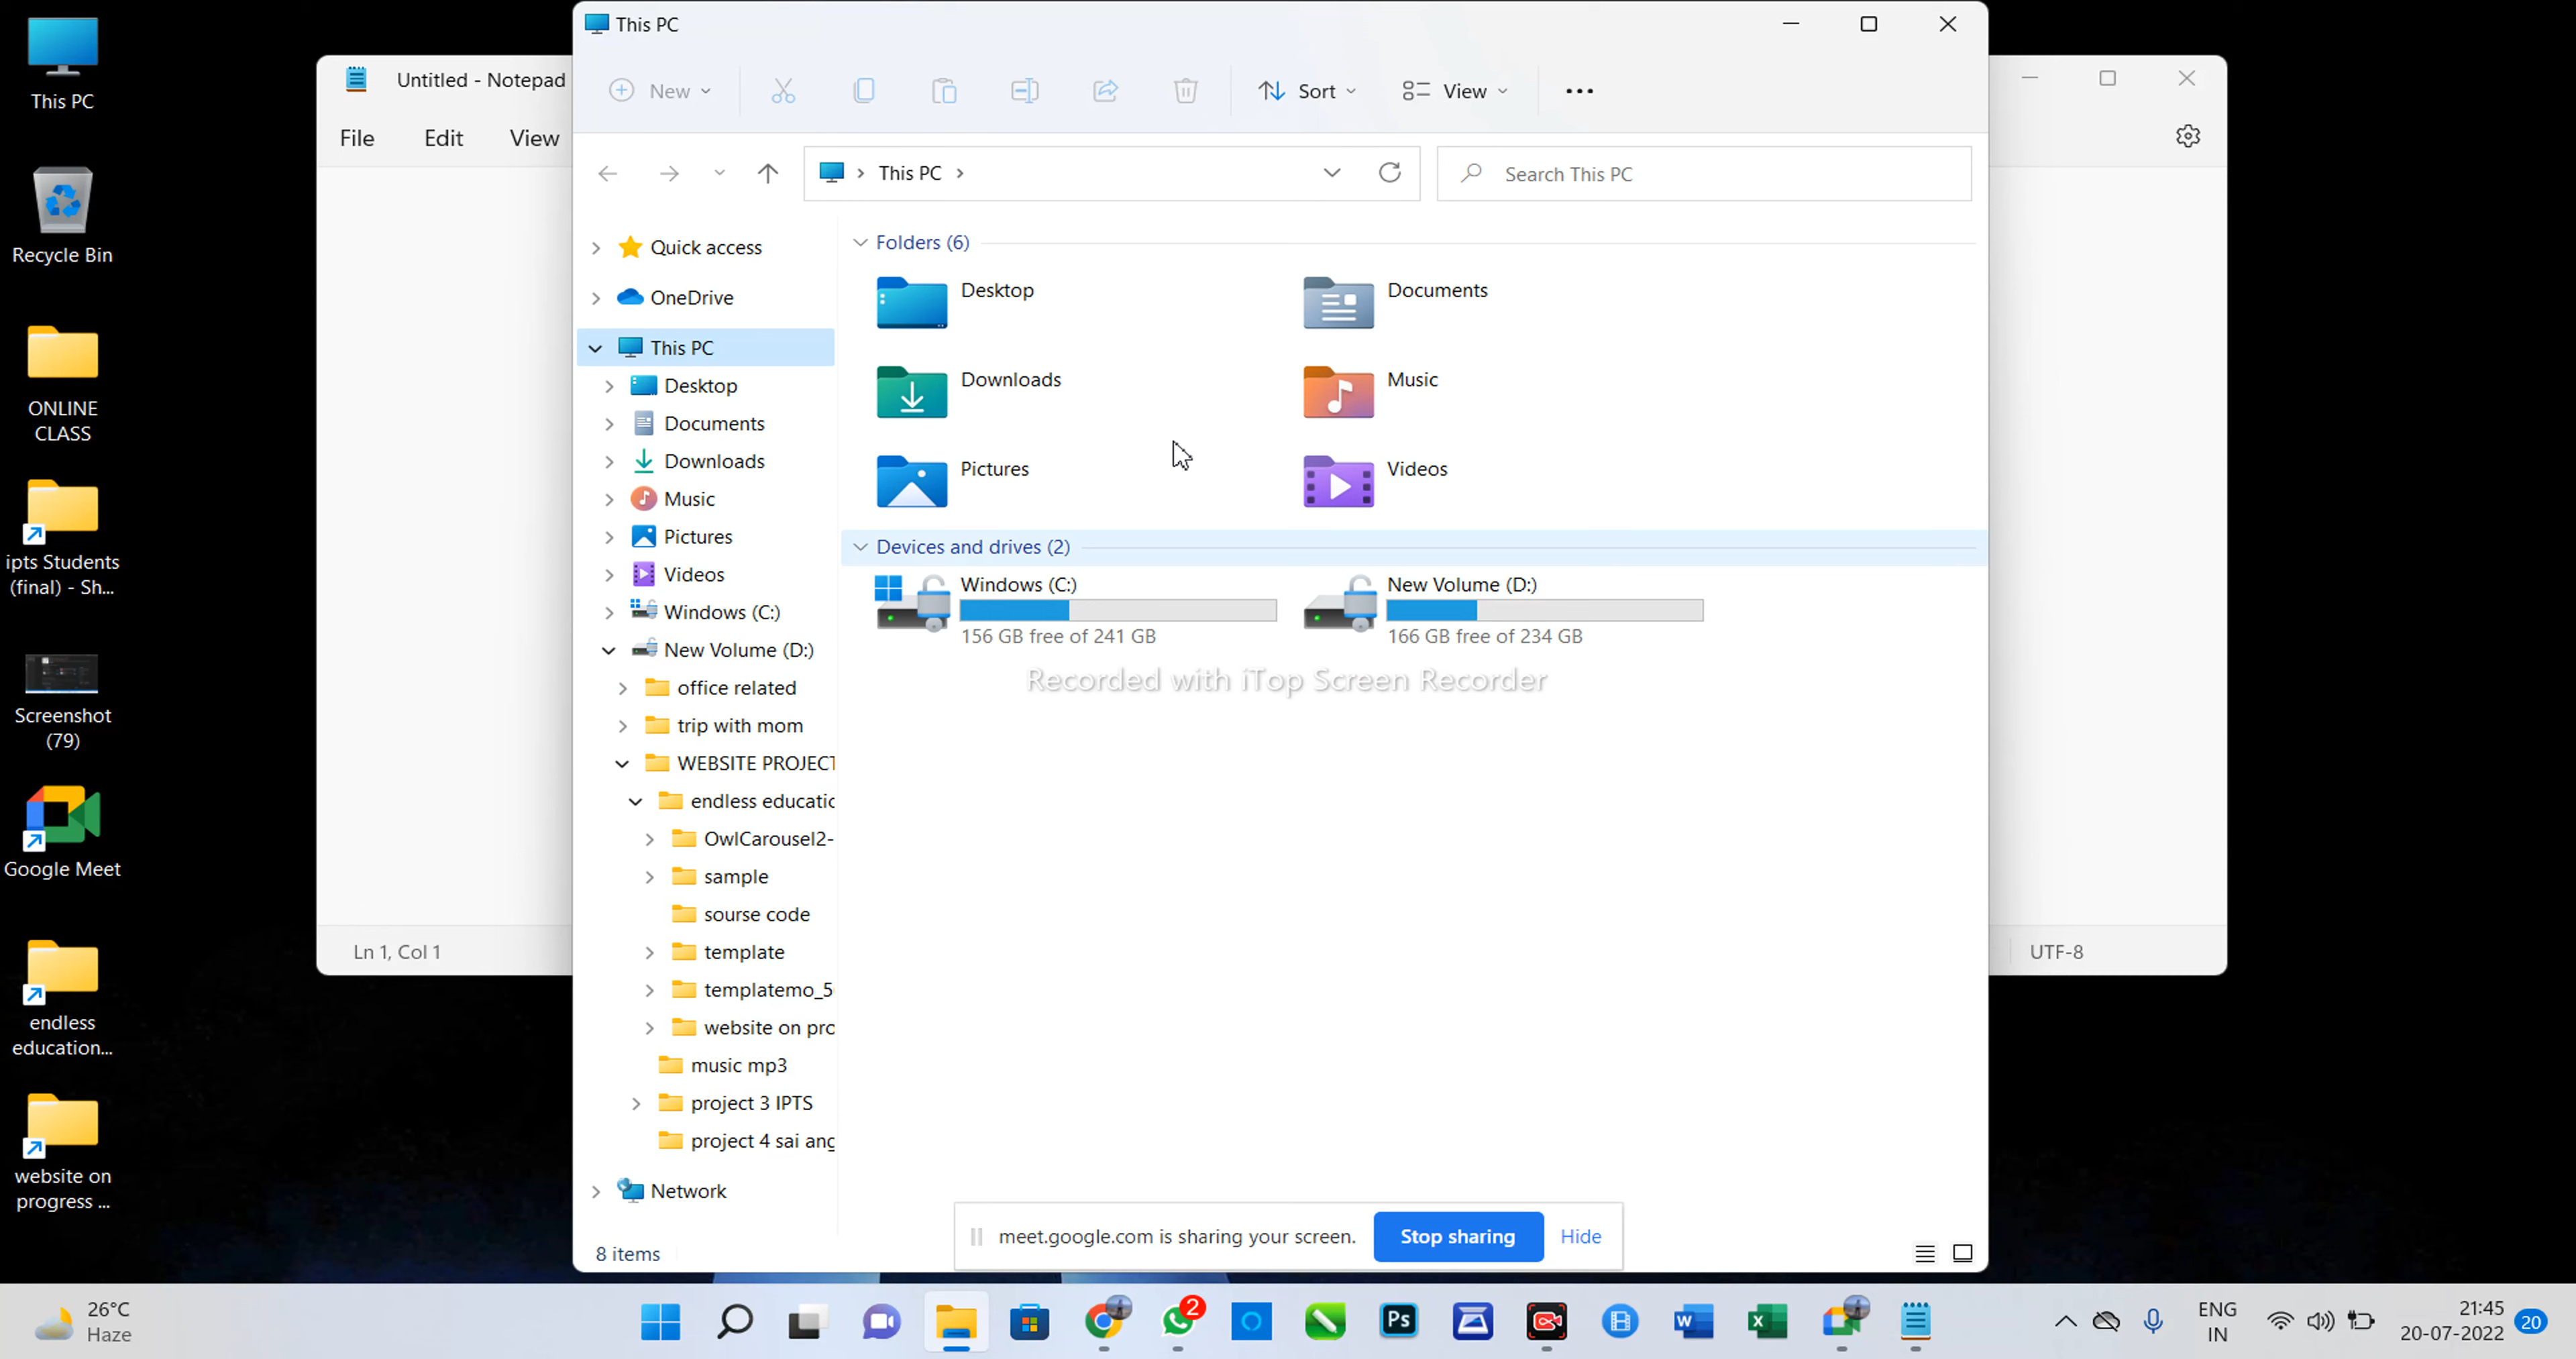 This PC
Recycle Bin
ONLINE
CLASS
ipts Students
(final) - Sh...
Screenshot
(79)
Google Meet
endless
education...
website on
progress ...
Untitled - Notepad
File Edit View
Ln 1, Col 1
UTF-8
This PC
New Sort View
This PC
Search This PC
Quick access
OneDrive
This PC
Desktop
Documents
Downloads
Music
Pictures
Videos
Windows (C:)
New Volume (D:)
office related
trip with mom
WEBSITE PROJECT
endless educatio
OwlCarousel2-
sample
sourse code
template
templatemo_5
website on pro
music mp3
project 3 IPTS
project 4 sai ang
Network
8 items
Folders (6)
Desktop
Documents
Downloads
Music
Pictures
Videos
Devices and drives (2)
Windows (C:)
156 GB free of 241 GB
New Volume (D:)
166 GB free of 234 GB
Recorded with iTop Screen Recorder
meet.google.com is sharing your screen. Stop sharing Hide
26°C
Haze
2
Ps
ENG
IN
21:45
20-07-2022
20